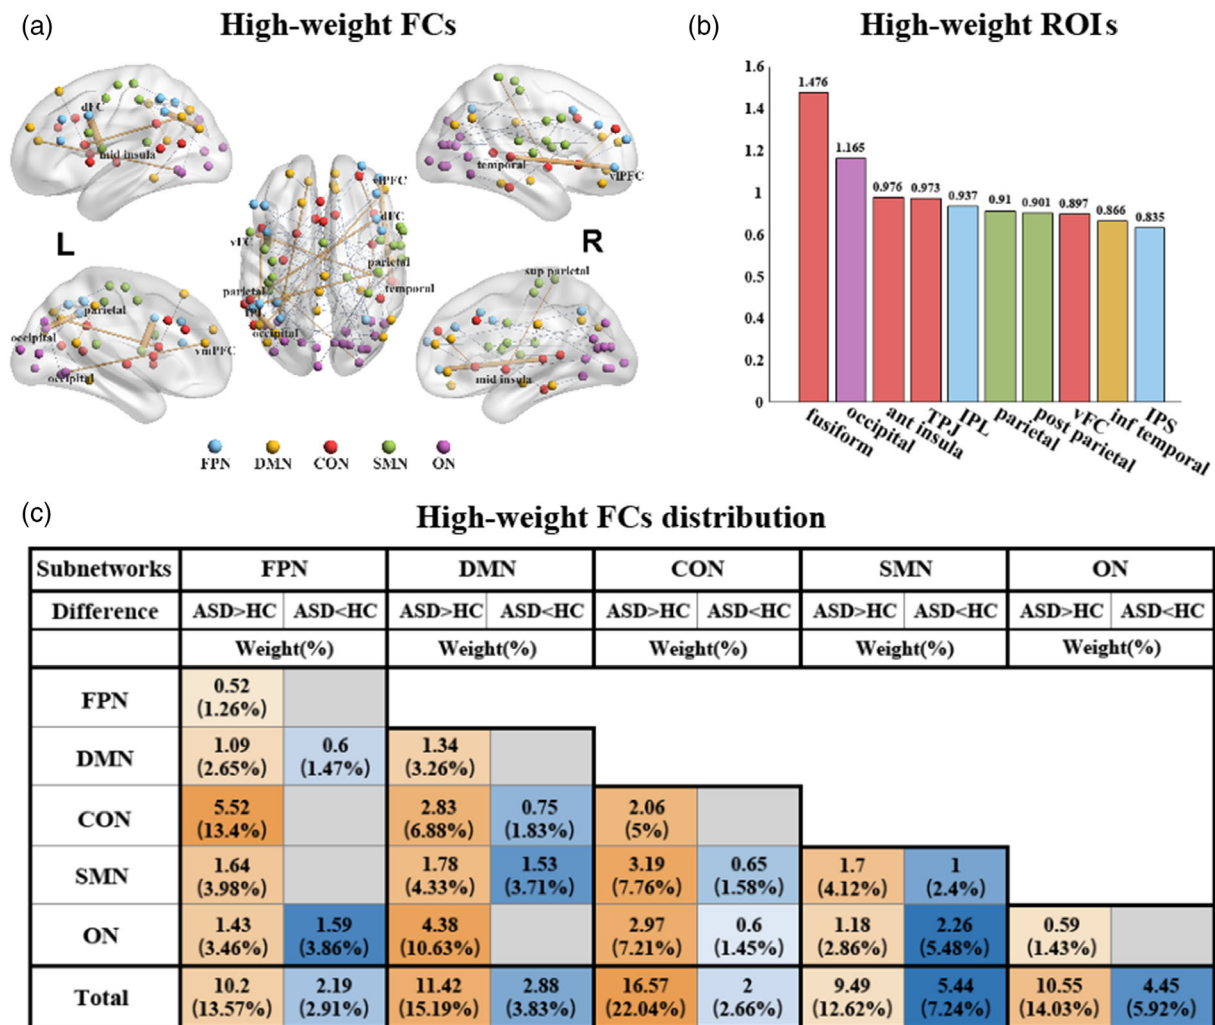 (a)
High-weight FCs
dFC
mid insula
temporal
vlPFC
vlPFC
dFC
vFC
parietal
parietal
temporal
IPL
occipital
L
R
parietal
occipital
vmPFC
occipital
sup parietal
mid insula
FPN DMN CON SMN ON
(b)
High-weight ROIs
1.6
1.4
1.2
1
0.6
0.5
0.2
0
1.476
1.165
0.976
0.973
0.937
0.91
0.901
0.897
0.866
0.835
fusiform
occipital
ant insula
TPJ
IPL
parietal
post parietal
vFC
inf temporal
IPS
(c)
High-weight FCs distribution
Subnetworks FPN DMN CON SMN ON
Difference ASD>HC ASD<HC ASD>HC ASD<HC ASD>HC ASD<HC ASD>HC ASD<HC ASD>HC ASD<HC
Weight(%) Weight(%) Weight(%) Weight(%) Weight(%)
FPN
0.52
(1.26%)
DMN
1.09 0.6 1.34
(2.65%) (1.47%) (3.26%)
CON
5.52 2.83 0.75 2.06
(13.4%) (6.88%) (1.83%) (5%)
SMN
1.64 1.78 1.53 3.19 0.65 1.7 1
(3.98%) (4.33%) (3.71%) (7.76%) (1.58%) (4.12%) (2.4%)
ON
1.43 1.59 4.38 2.97 0.6 1.18 2.26 0.59
(3.46%) (3.86%) (10.63%) (7.21%) (1.45%) (2.86%) (5.48%) (1.43%)
Total
10.2 2.19 11.42 2.88 16.57 2 9.49 5.44 10.55 4.45
(13.57%) (2.91%) (15.19%) (3.83%) (22.04%) (2.66%) (12.62%) (7.24%) (14.03%) (5.92%)